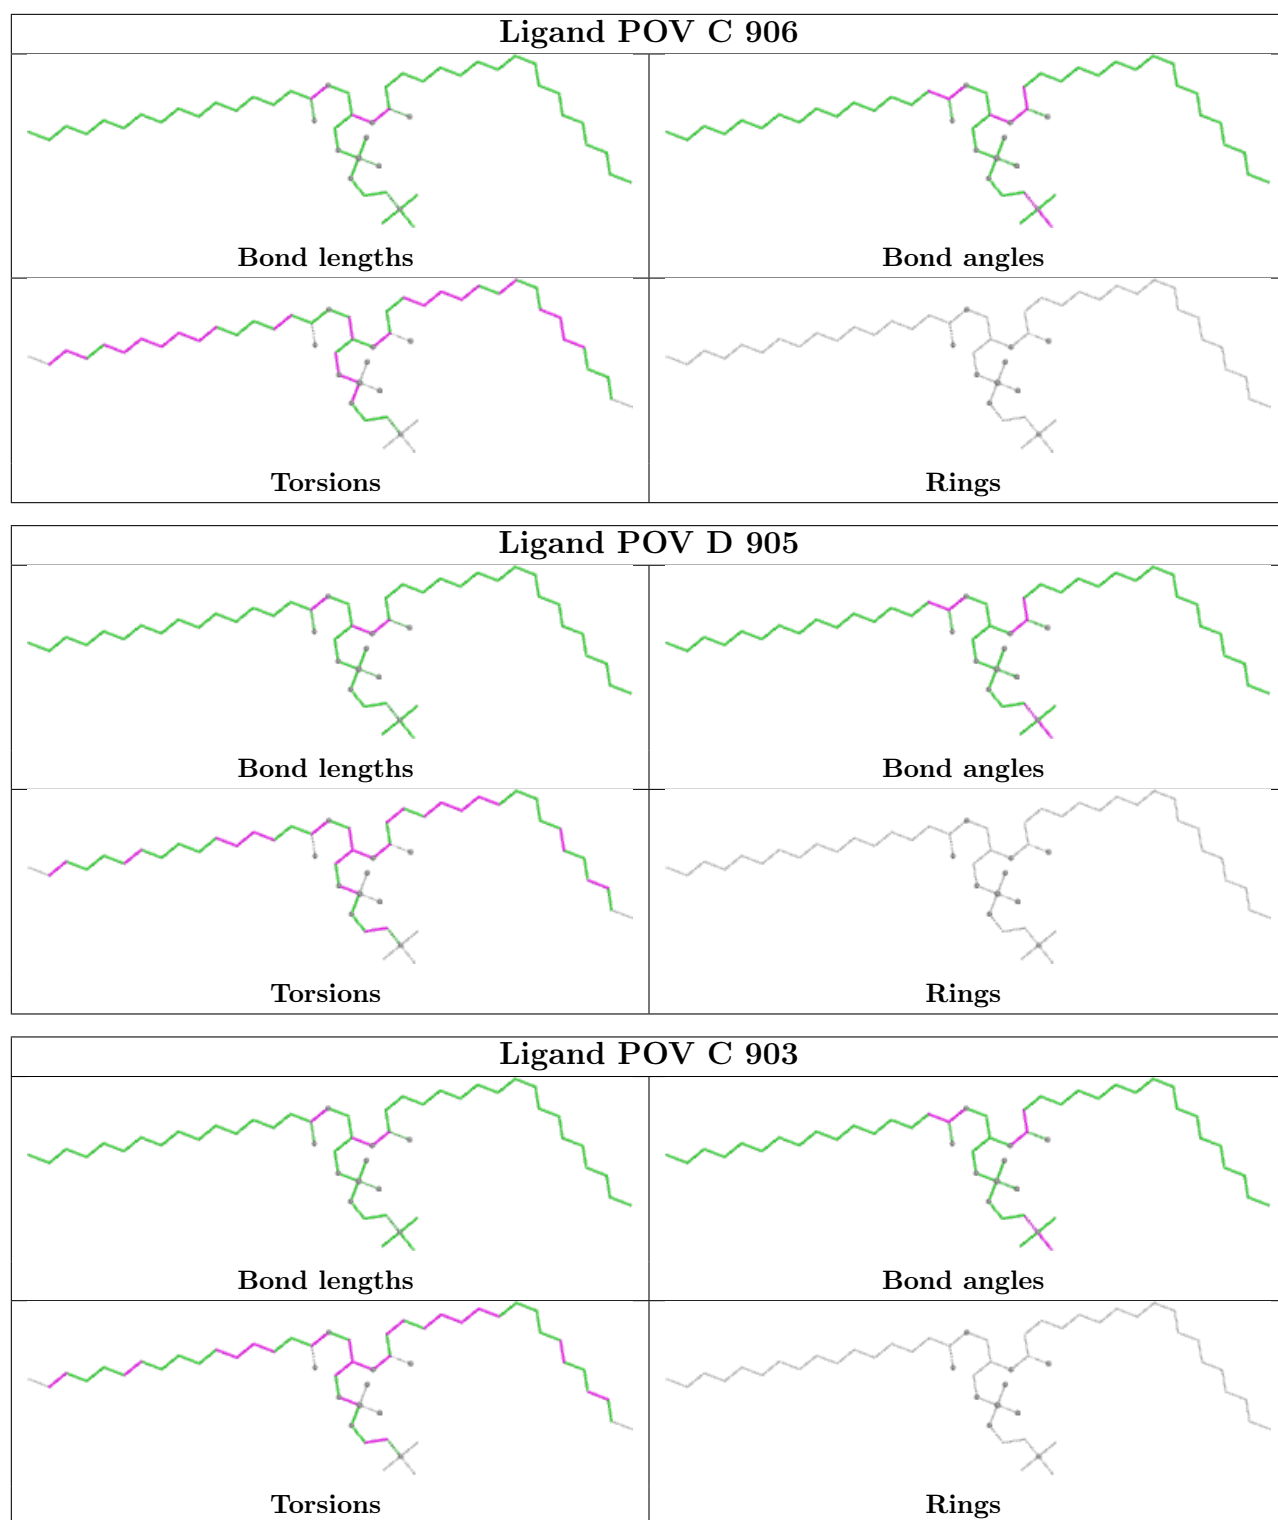 Ligand POV C 906
Bond lengths
Bond angles
Torsions
Rings
Ligand POV D 905
Bond lengths
Bond angles
Torsions
Rings
Ligand POV C 903
Bond lengths
Bond angles
Torsions
Rings